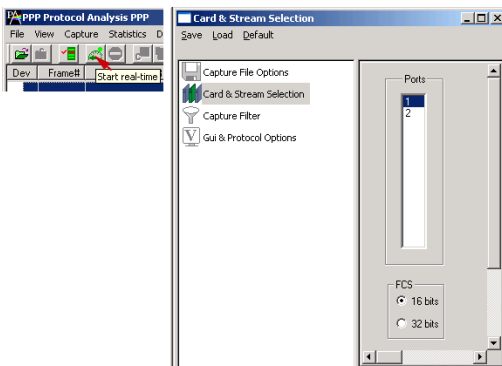 PPP Protocol Analysis PPP
File View Capture Statistics D
Dev Frame#
Start real-time
Card & Stream Selection
Save Load Default
Capture File Options
Card & Stream Selection
Capture Filter
Gui & Protocol Options
Ports
1
2
FCS
16 bits
32 bits